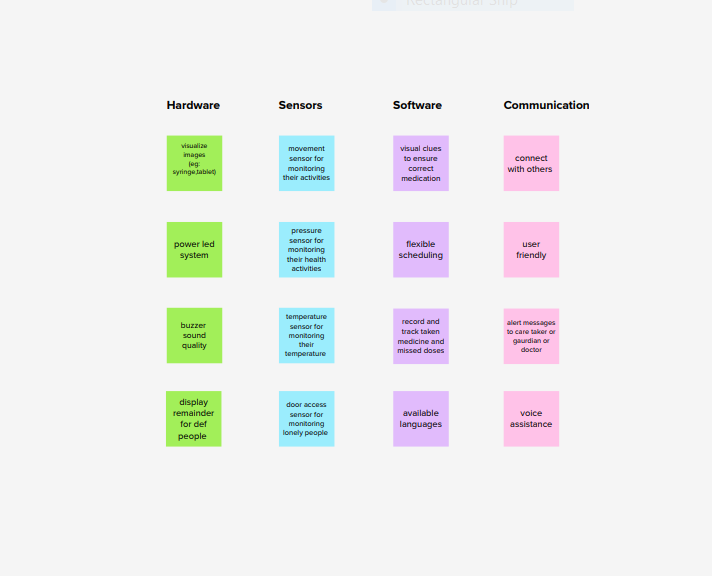 Rectangular Ship
Hardware
Sensors
Software
Communication
visualize
images
(eg:
syringe,tablet)
movement
sensor for
monitoring
their activities
visual clues
to ensure
correct
medication
connect
with others
power led
system
pressure
sensor for
monitoring
their health
activities
flexible
scheduling
user
friendly
buzzer
sound
quality
temperature
sensor for
monitoring
their
temperature
record and
track taken
medicine and
missed doses
alert messages
to care taker or
gaurdian or
doctor
display
remainder
for def
people
door access
sensor for
monitoring
lonely people
available
languages
voice
assistance